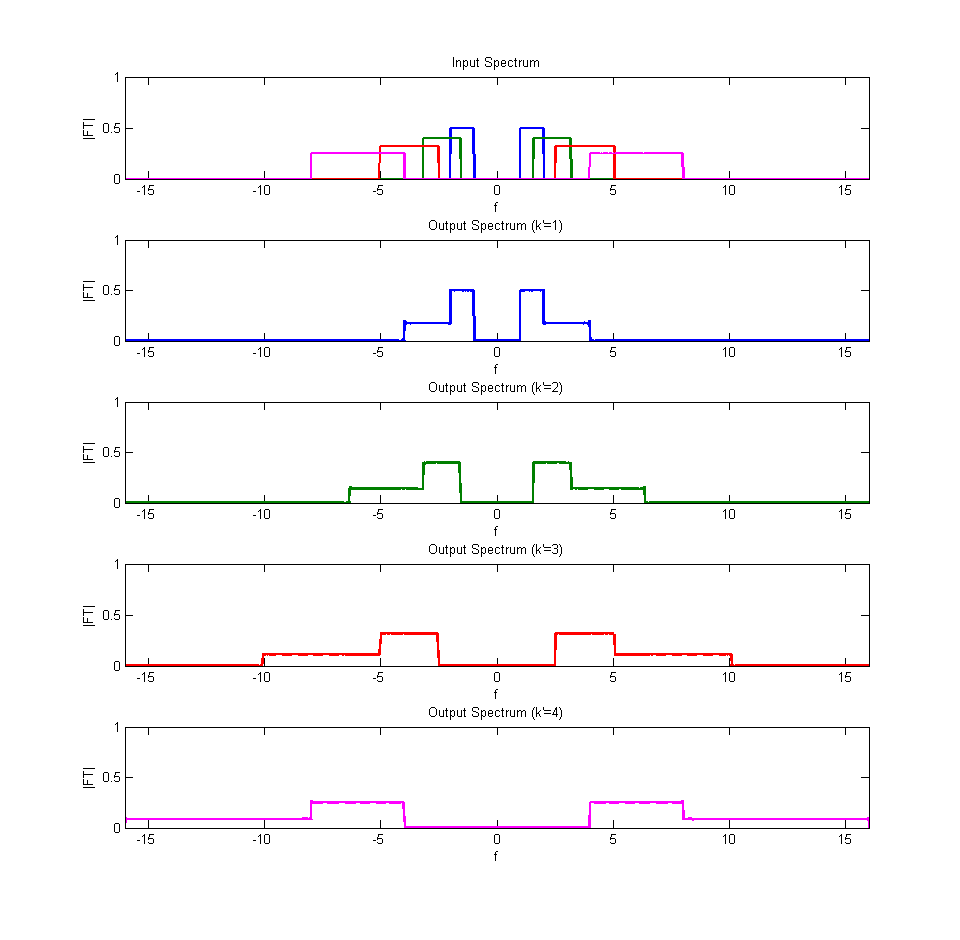 Input Spectrum
1
0.5
0
|FT|
-15 -10 -5 0 5 10 15
f
Output Spectrum (k'=1)
1
0.5
0
|FT|
-15 -10 -5 0 5 10 15
f
Output Spectrum (k'=2)
1
0.5
0
|FT|
-15 -10 -5 0 5 10 15
f
Output Spectrum (k'=3)
1
0.5
0
|FT|
-15 -10 -5 0 5 10 15
f
Output Spectrum (k'=4)
1
0.5
0
|FT|
-15 -10 -5 0 5 10 15
f